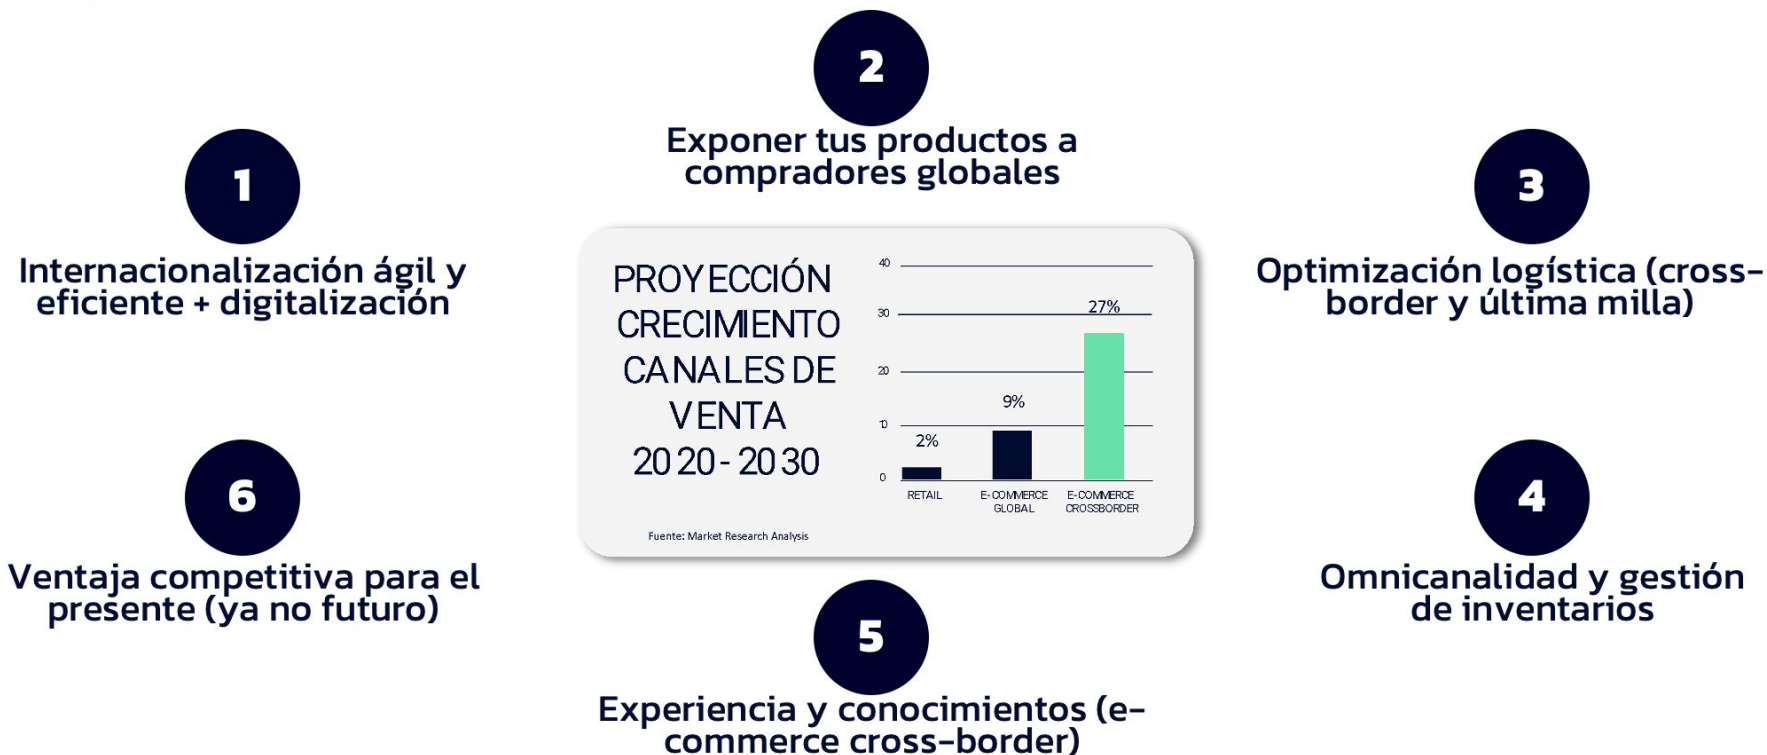 1
Internacionalización ágil y
eficiente + digitalización
2
Exponer tus productos a
compradores globales
3
Optimización logística (cross-
border y última milla)
PROYECCIÓN
CRECIMIENTO
CANALES DE
VENTA
2020-2030
40
30
20
10
0
2%
9%
27%
RETAIL
E-COMMERCE
GLOBAL
E-COMMERCE
CROSSBORDER
Fuente: Market Research Analysis
4
Omnicanalidad y gestión
de inventarios
5
Experiencia y conocimientos (e-
commerce cross-border)
6
Ventaja competitiva para el
presente (ya no futuro)